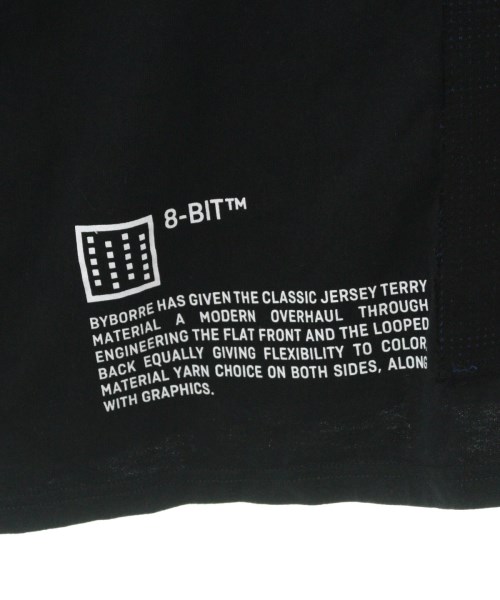 8-BIT™
BYBORRE HAS GIVEN THE CLASSIC JERSEY TERRY
MATERIAL A MODERN OVERHAUL THROUGH
ENGINEERING THE FLAT FRONT AND THE LOOPED
BACK EQUALLY GIVING FLEXIBILITY TO COLOR,
MATERIAL YARN CHOICE ON BOTH SIDES, ALONG
WITH GRAPHICS.